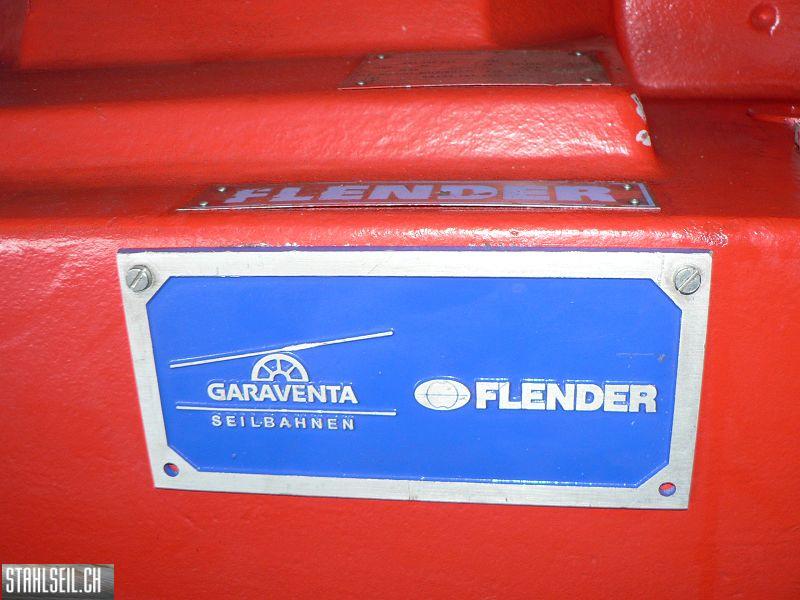 FLENDER
GARAVENTA
SEILBAHNEN
FLENDER
STAHLSEIL.CH